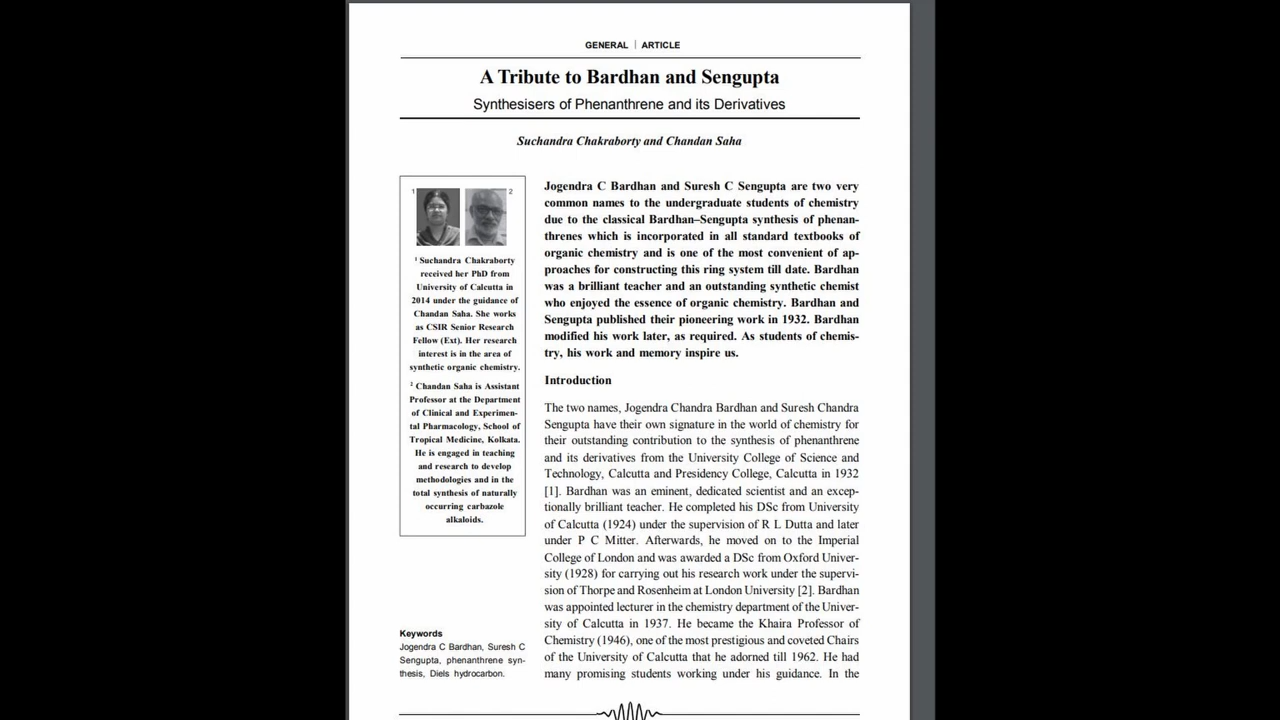 GENERAL | ARTICLE
A Tribute to Bardhan and Sengupta
Synthesisers of Phenanthrene and its Derivatives
Suchandra Chakraborty and Chandan Saha
1 2
1 Suchandra Chakraborty
received her PhD from
University of Calcutta in
2014 under the guidance of
Chandan Saha. She works
as CSIR Senior Research
Fellow (Ext). Her research
interest is in the area of
synthetic organic chemistry.
2 Chandan Saha is Assistant
Professor at the Department
of Clinical and Experimen-
tal Pharmacology, School of
Tropical Medicine, Kolkata.
He is engaged in teaching
and research to develop
methodologies and in the
total synthesis of naturally
occurring carbazole
alkaloids.
Keywords
Jogendra C Bardhan, Suresh C
Sengupta, phenanthrene syn-
thesis, Diels hydrocarbon.
Jogendra C Bardhan and Suresh C Sengupta are two very
common names to the undergraduate students of chemistry
due to the classical Bardhan–Sengupta synthesis of phenan-
threnes which is incorporated in all standard textbooks of
organic chemistry and is one of the most convenient of ap-
proaches for constructing this ring system till date. Bardhan
was a brilliant teacher and an outstanding synthetic chemist
who enjoyed the essence of organic chemistry. Bardhan and
Sengupta published their pioneering work in 1932. Bardhan
modified his work later, as required. As students of chemis-
try, his work and memory inspire us.
Introduction
The two names, Jogendra Chandra Bardhan and Suresh Chandra
Sengupta have their own signature in the world of chemistry for
their outstanding contribution to the synthesis of phenanthrene
and its derivatives from the University College of Science and
Technology, Calcutta and Presidency College, Calcutta in 1932
[1]. Bardhan was an eminent, dedicated scientist and an excep-
tionally brilliant teacher. He completed his DSc from University
of Calcutta (1924) under the supervision of R L Dutta and later
under P C Mitter. Afterwards, he moved on to the Imperial
College of London and was awarded a DSc from Oxford Univer-
sity (1928) for carrying out his research work under the supervi-
sion of Thorpe and Rosenheim at London University [2]. Bardhan
was appointed lecturer in the chemistry department of the Univer-
sity of Calcutta in 1937. He became the Khaira Professor of
Chemistry (1946), one of the most prestigious and coveted Chairs
of the University of Calcutta that he adorned till 1962. He had
many promising students working under his guidance. In the